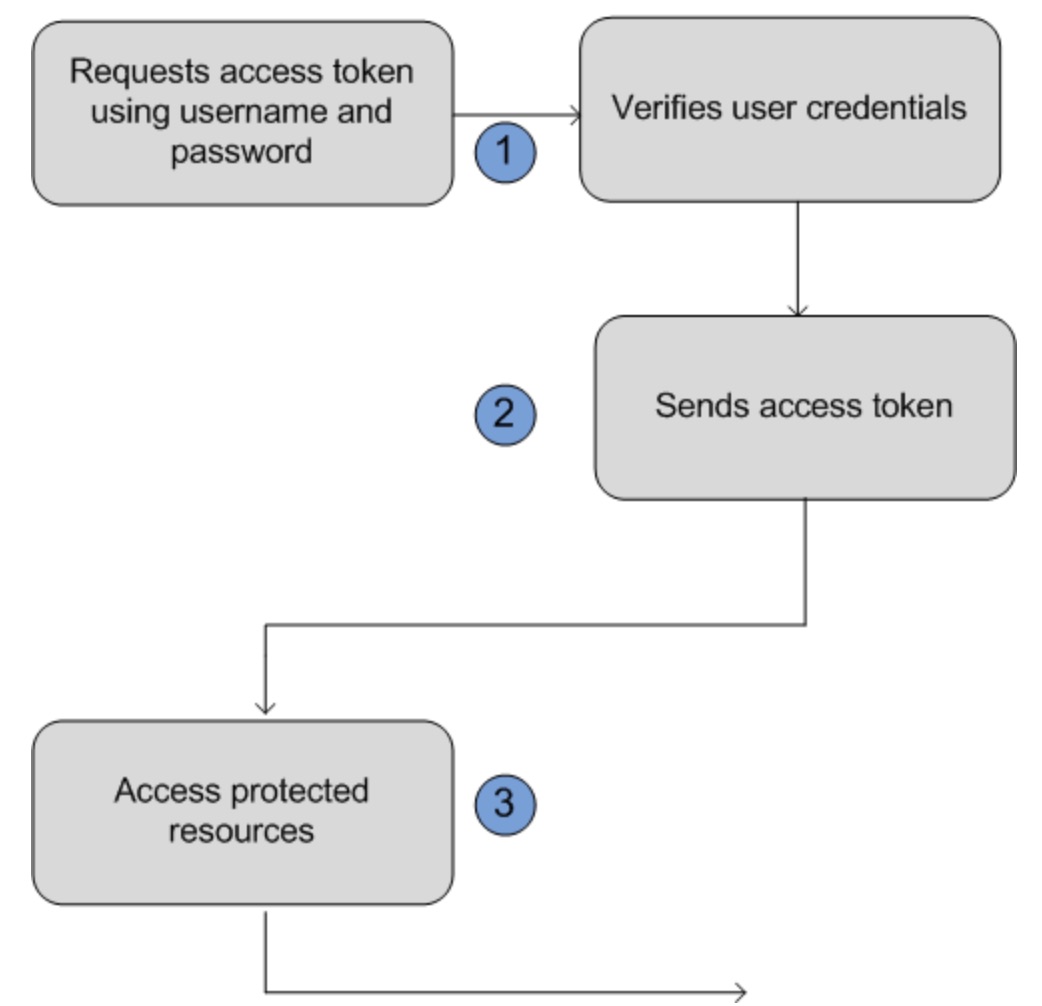 Requests access token
using username and
password
Verifies user credentials
1
Sends access token
2
Access protected
resources
3